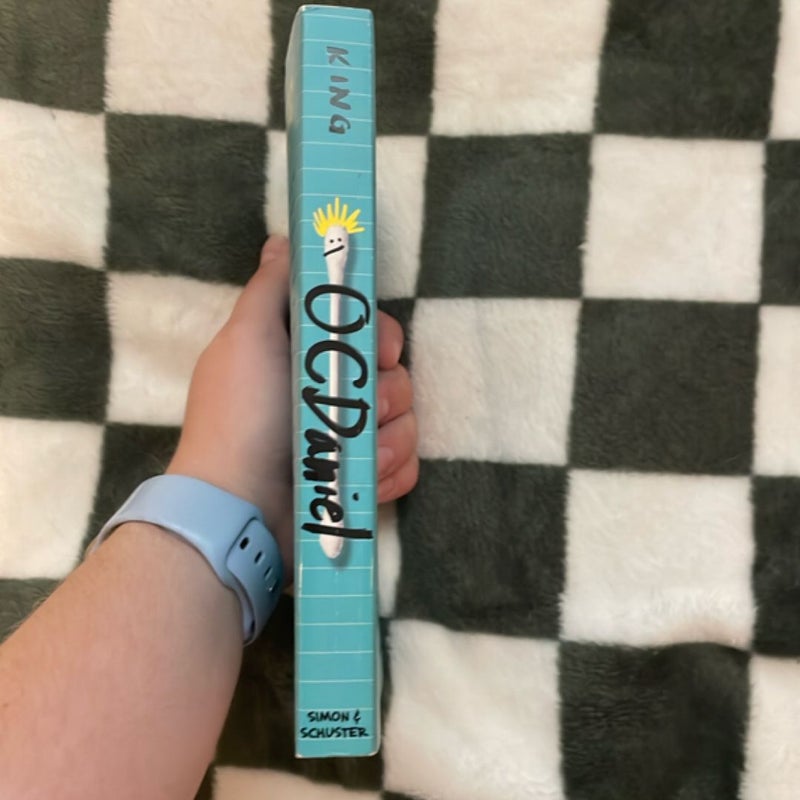 KING
OCDaniel
SIMON &
SCHUSTER